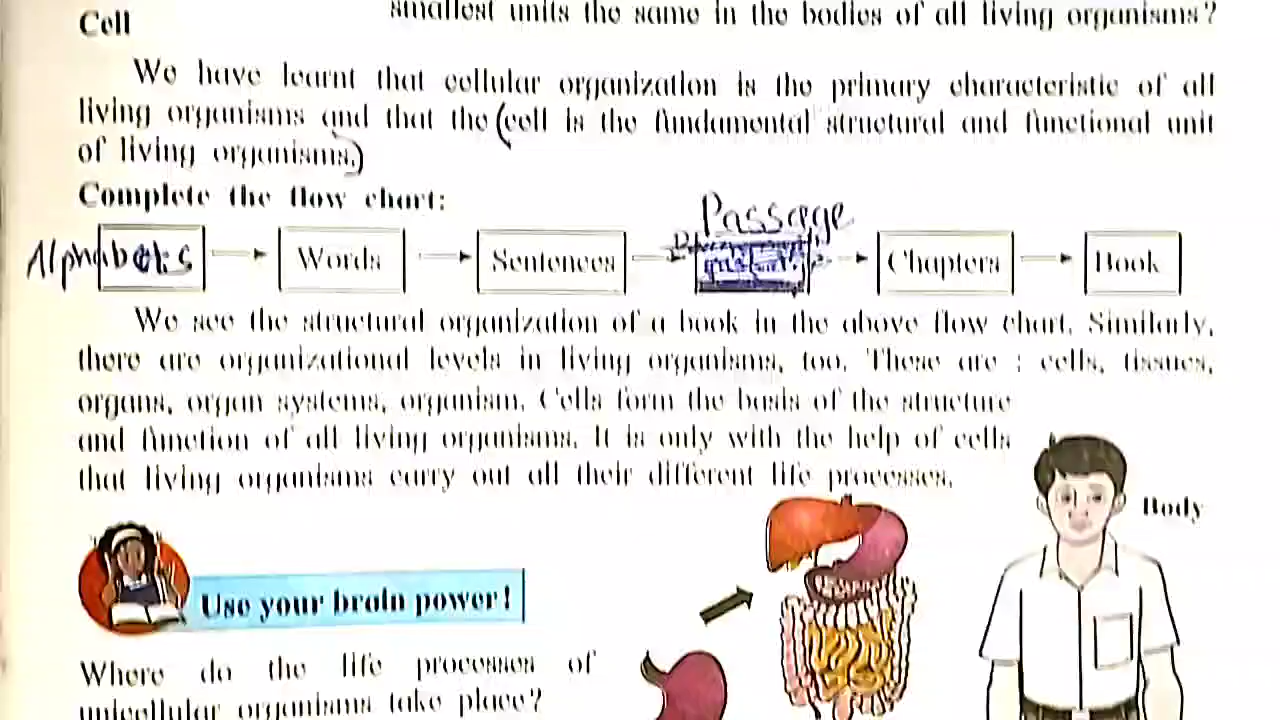 smallest units the same in the bodies of all living organisms?
Cell
We have learnt that cellular organization is the primary characteristic of all
living organisms and that the (cell is the fundamental structural and functional unit
of living organisms.)
Complete the flow chart:
Passage
Alphabets → Words → Sentences → → Chapters → Book
We see the structural organization of a book in the above flow chart. Similarly,
there are organizational levels in living organisms, too. These are : cells, tissues,
organs, organ systems, organism. Cells form the basis of the structure
and function of all living organisms. It is only with the help of cells
that living organisms carry out all their different life processes.
Body
Use your brain power!
Where do the life processes of
unicellular organisms take place?